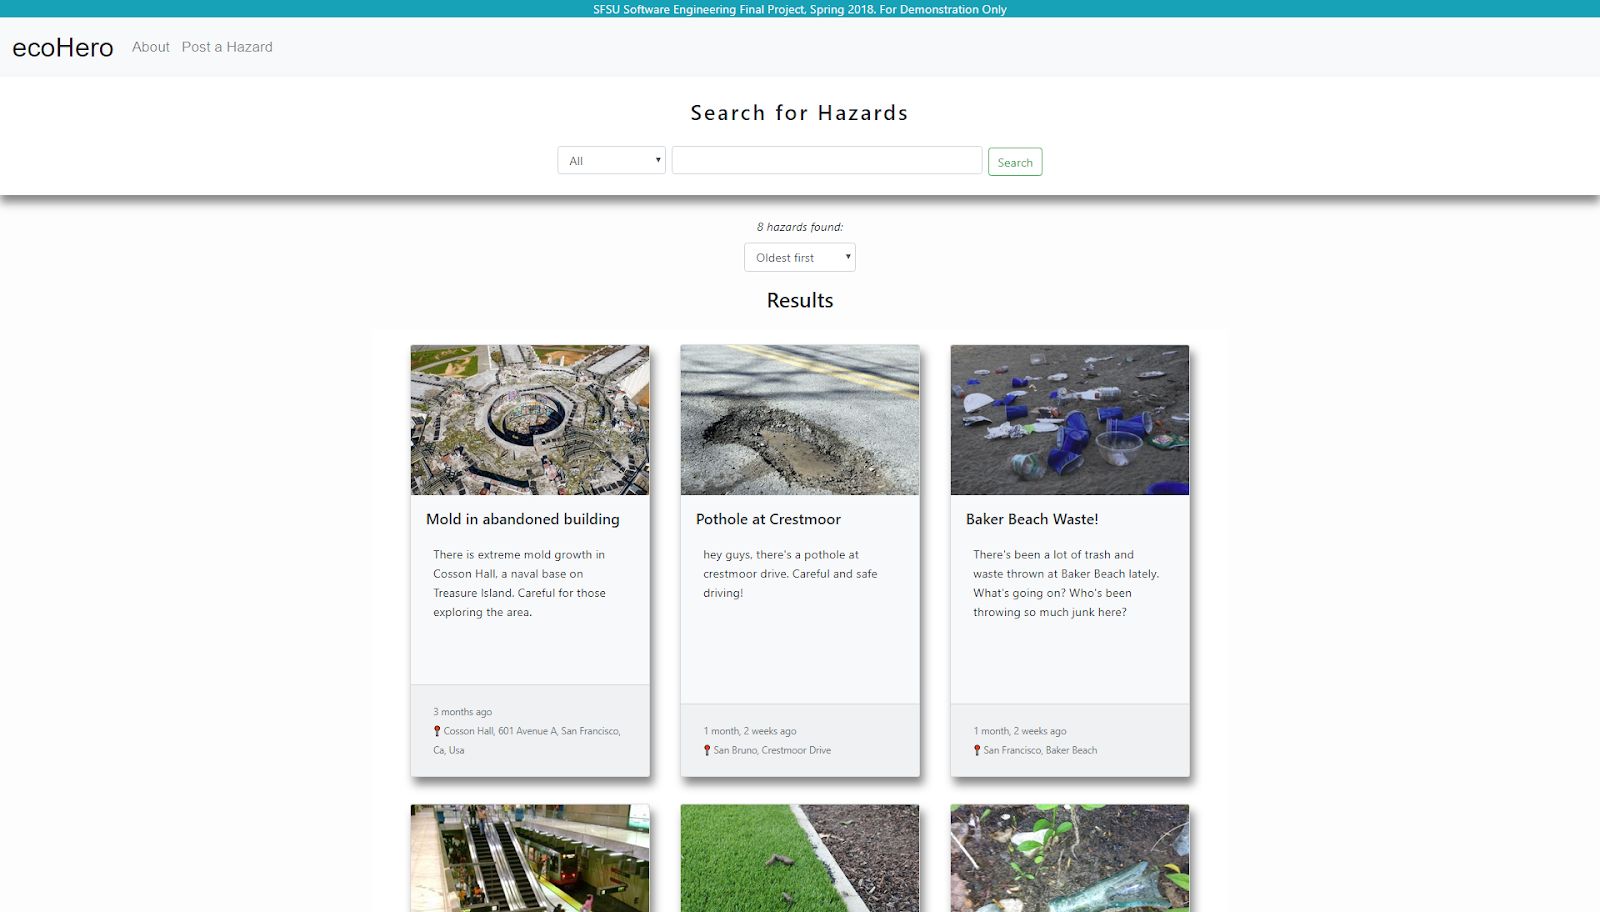 SFSU Software Engineering Final Project, Spring 2018. For Demonstration Only
ecoHero About Post a Hazard
Search for Hazards
All
Search
8 hazards found:
Oldest first
Results
Mold in abandoned building
There is extreme mold growth in
Cosson Hall, a naval base on
Treasure Island. Careful for those
exploring the area.
3 months ago
Cosson Hall, 601 Avenue A, San Francisco,
Ca, Usa
Pothole at Crestmoor
hey guys, there's a pothole at
crestmoor drive. Careful and safe
driving!
1 month, 2 weeks ago
San Bruno, Crestmoor Drive
Baker Beach Waste!
There's been a lot of trash and
waste thrown at Baker Beach lately.
What's going on? Who's been
throwing so much junk here?
1 month, 2 weeks ago
San Francisco, Baker Beach